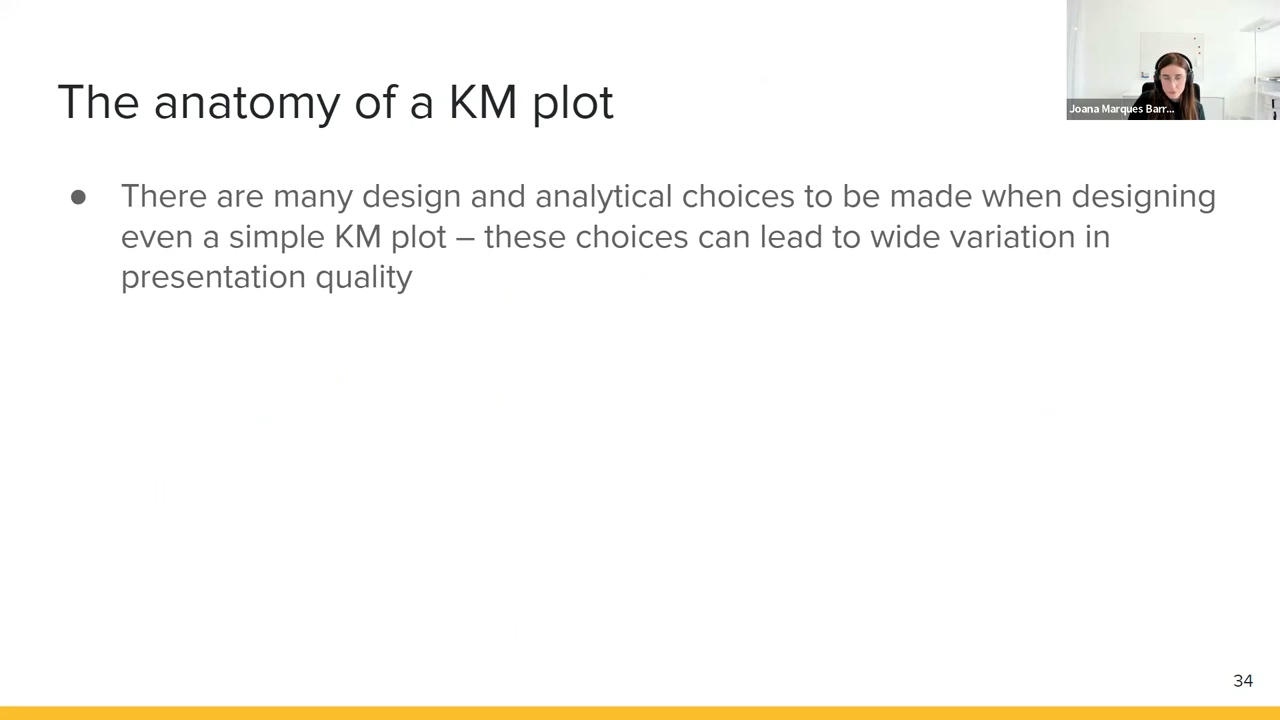 The anatomy of a KM plot
Joana Marques Barr...
● There are many design and analytical choices to be made when designing
even a simple KM plot – these choices can lead to wide variation in
presentation quality
34